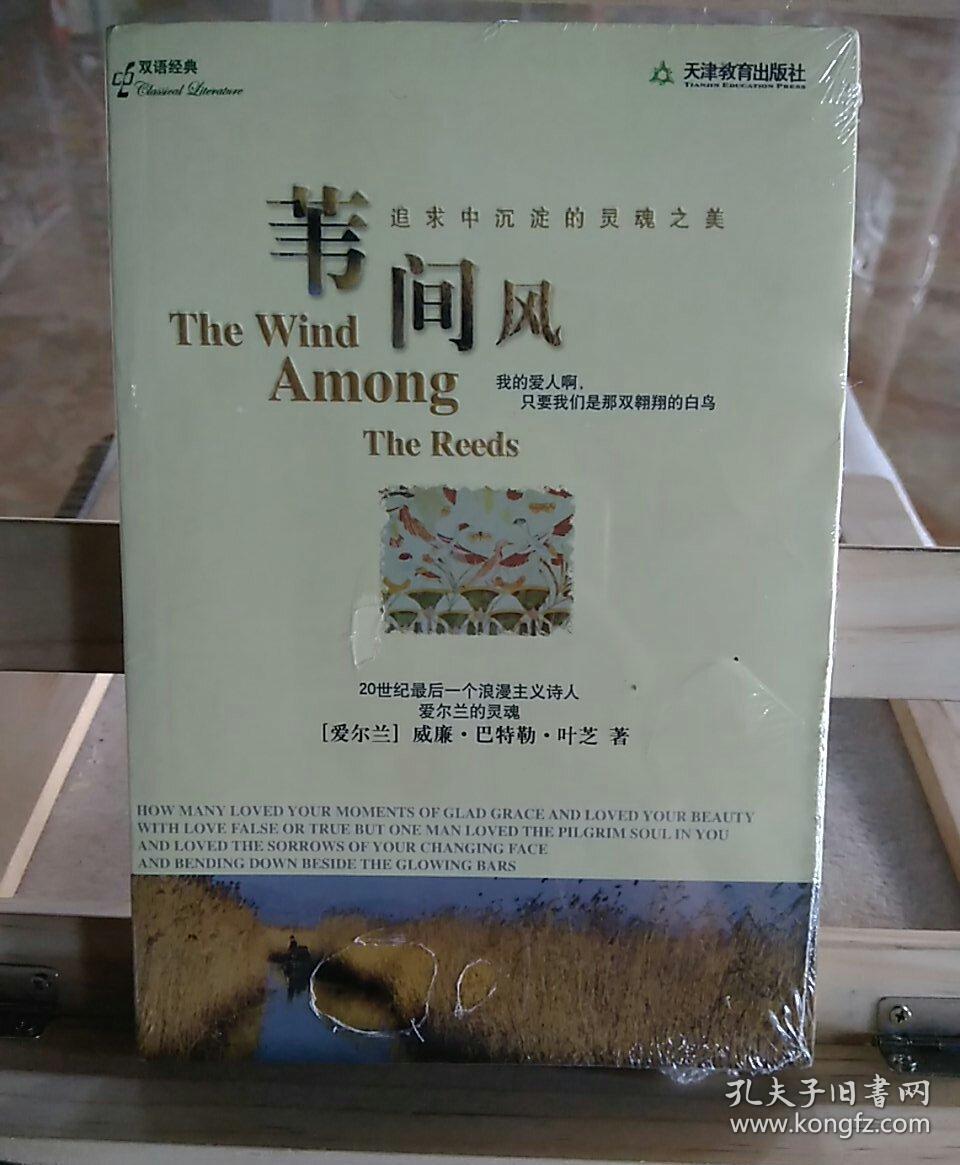 双语经典
Classical Literature
天津教育出版社
TIANJIN EDUCATION PRESS
苇间风
追求中沉淀的灵魂之美
The Wind
Among
The Reeds
我的爱人啊,
只要我们是那双翱翔的白鸟
20世纪最后一个浪漫主义诗人
爱尔兰的灵魂
[爱尔兰] 威廉·巴特勒·叶芝 著
HOW MANY LOVED YOUR MOMENTS OF GLAD GRACE AND LOVED YOUR BEAUTY
WITH LOVE FALSE OR TRUE BUT ONE MAN LOVED THE PILGRIM SOUL IN YOU
AND LOVED THE SORROWS OF YOUR CHANGING FACE
AND BENDING DOWN BESIDE THE GLOWING BARS
孔夫子旧书网
www.kongfz.com